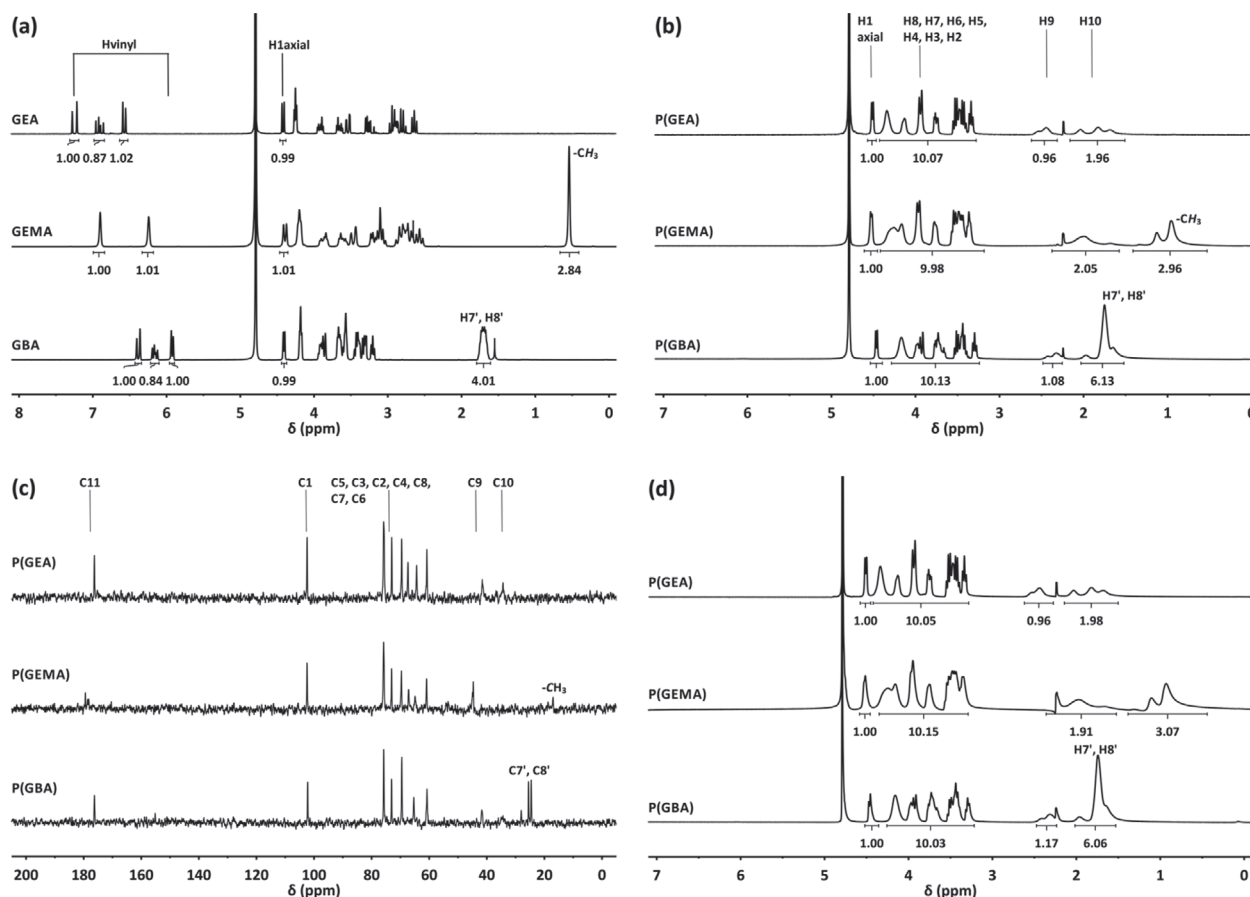 (a)
Hvinyl
H1axial
GEA
1.00 0.87 1.02
0.99
-CH3
GEMA
1.00 1.01
1.01
2.84
H7', H8'
GBA
1.00 0.84 1.00
0.99
4.01
8 7 6 5 4 3 2 1 0
δ (ppm)
(b)
H1
axial
H8, H7, H6, H5,
H4, H3, H2
H9
H10
P(GEA)
1.00
10.07
0.96
1.96
-CH3
P(GEMA)
1.00
9.98
2.05
2.96
H7', H8'
P(GBA)
1.00
10.13
1.08
6.13
7 6 5 4 3 2 1 0
δ (ppm)
(c)
C11
C1
C5, C3, C2, C4, C8,
C7, C6
C9
C10
P(GEA)
P(GEMA)
-CH3
C7', C8'
P(GBA)
200 180 160 140 120 100 80 60 40 20 0
δ (ppm)
(d)
P(GEA)
1.00
10.05
0.96
1.98
P(GEMA)
1.00
10.15
1.91
3.07
H7', H8'
P(GBA)
1.00
10.03
1.17
6.06
7 6 5 4 3 2 1 0
δ (ppm)